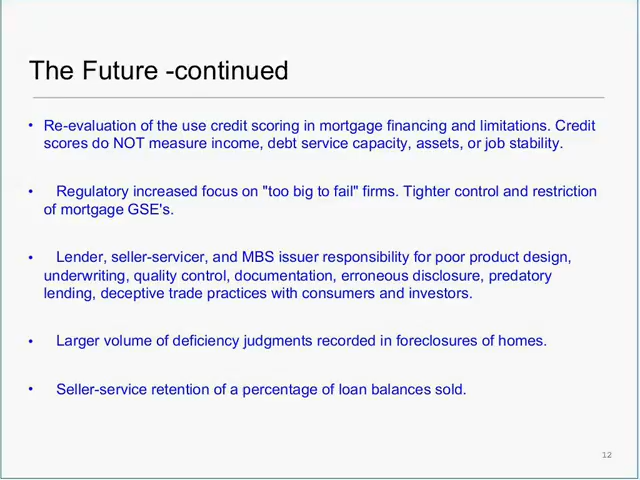 The Future -continued
• Re-evaluation of the use credit scoring in mortgage financing and limitations. Credit
scores do NOT measure income, debt service capacity, assets, or job stability.
• Regulatory increased focus on "too big to fail" firms. Tighter control and restriction
of mortgage GSE's.
• Lender, seller-servicer, and MBS issuer responsibility for poor product design,
underwriting, quality control, documentation, erroneous disclosure, predatory
lending, deceptive trade practices with consumers and investors.
• Larger volume of deficiency judgments recorded in foreclosures of homes.
• Seller-service retention of a percentage of loan balances sold.
12